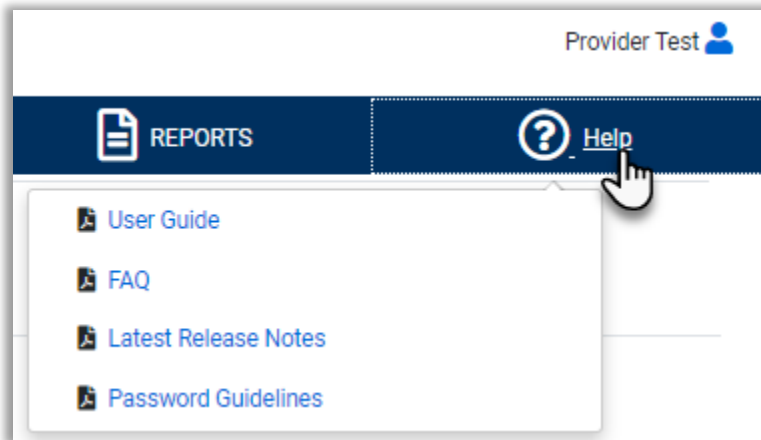 Provider Test
REPORTS
Help
User Guide
FAQ
Latest Release Notes
Password Guidelines